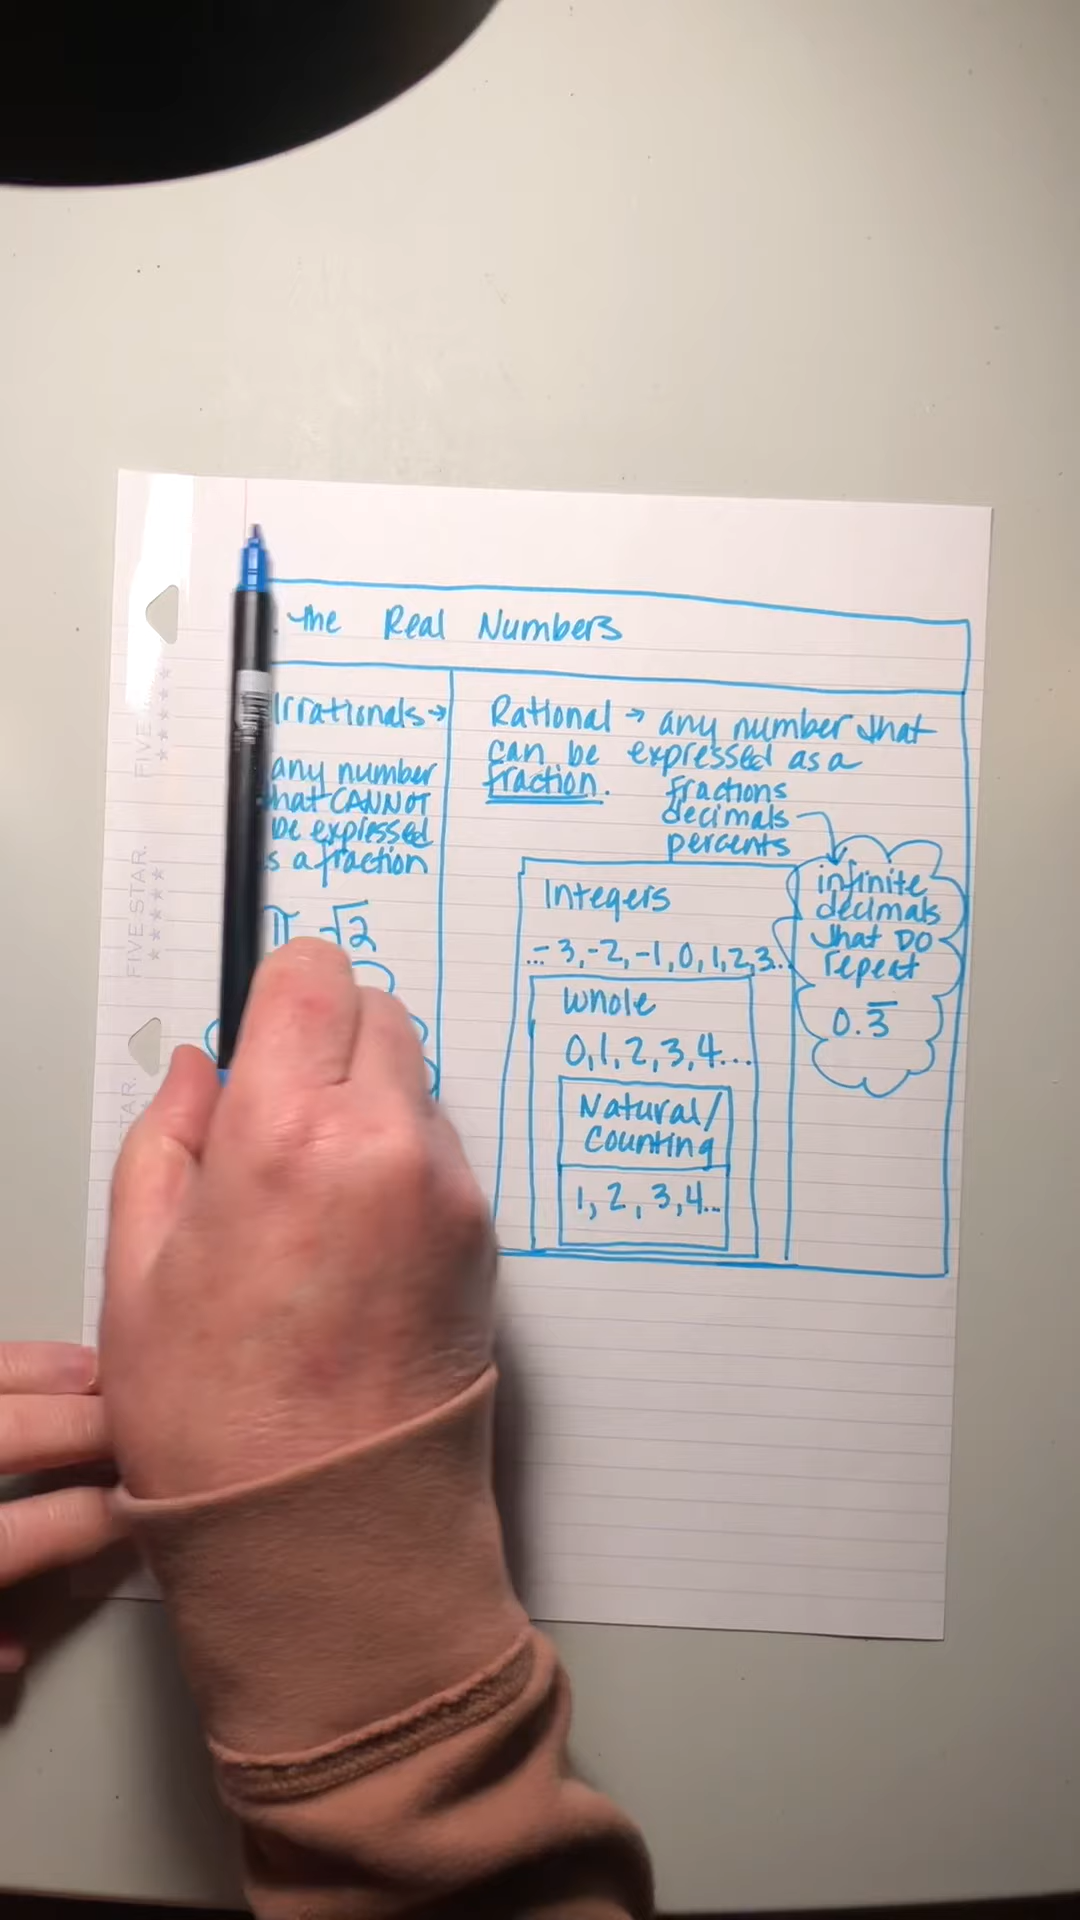 the Real Numbers
Irrationals →
any number
that CANNOT
be expressed
as a fraction
π √2
Rational → any number that
can be expressed as a
fraction.
fractions
decimals
percents
infinite
decimals
that DO
repeat
0.3̅
Integers
... -3, -2, -1, 0, 1, 2, 3...
Whole
0, 1, 2, 3, 4...
Natural/
Counting
1, 2, 3, 4...
FIVE STAR.
FIVE STAR.